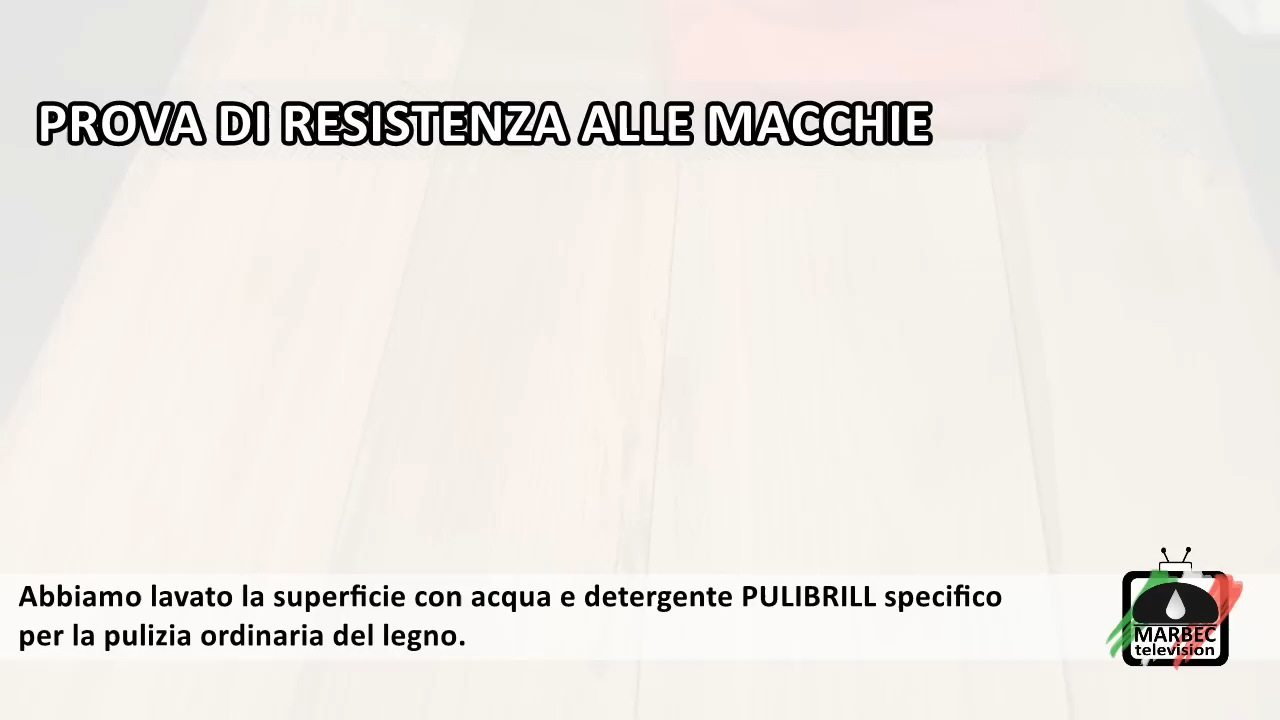 PROVA DI RESISTENZA ALLE MACCHIE
Abbiamo lavato la superficie con acqua e detergente PULIBRILL specifico
per la pulizia ordinaria del legno.
MARBEC
television